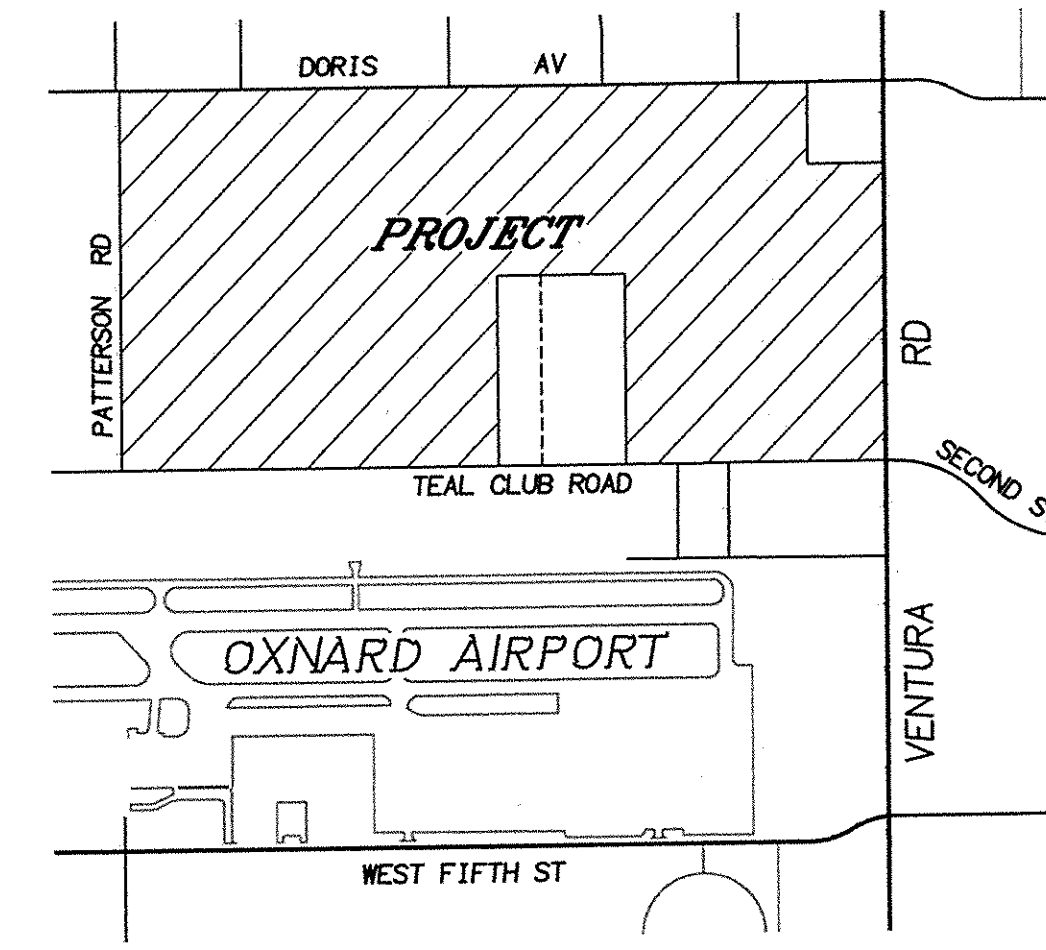 DORIS AV
PROJECT
PATTERSON RD
RD
TEAL CLUB ROAD
SECOND
OXNARD AIRPORT
VENTURA
WEST FIFTH ST